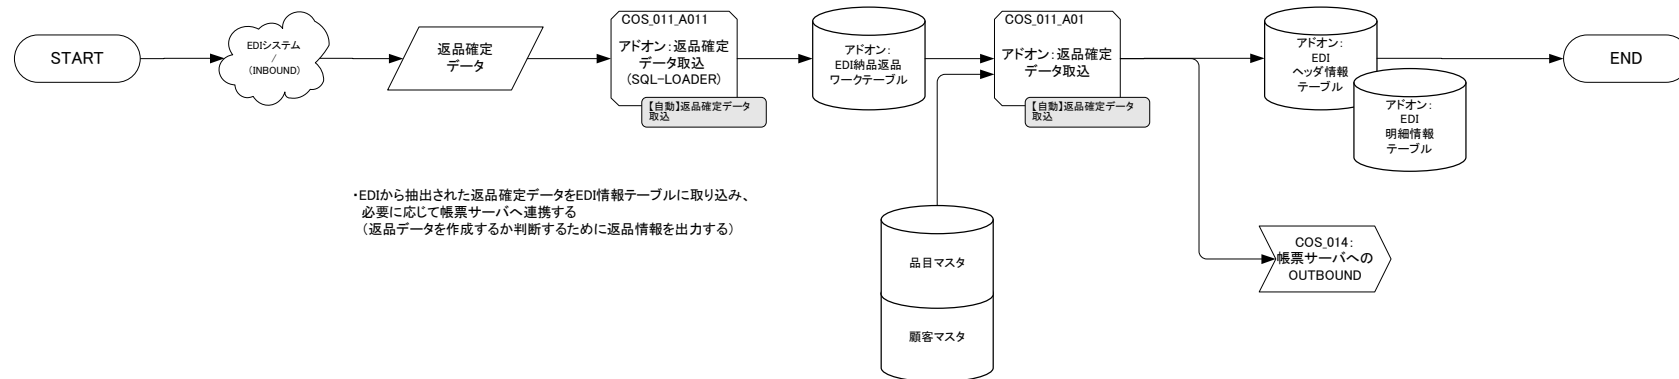 START
EDIシステム
/
(INBOUND)
返品確定
データ
COS_011_A011
アドオン:返品確定
データ取込
(SQL-LOADER)
【自動】返品確定データ
取込
アドオン:
EDI納品返品
ワークテーブル
COS_011_A01
アドオン:返品確定
データ取込
【自動】返品確定データ
取込
アドオン:
EDI
ヘッダ情報
テーブル
アドオン:
EDI
明細情報
テーブル
END
・EDIから抽出された返品確定データをEDI情報テーブルに取り込み、
必要に応じて帳票サーバへ連携する
(返品データを作成するか判断するために返品情報を出力する)
品目マスタ
顧客マスタ
COS_014:
帳票サーバへの
OUTBOUND